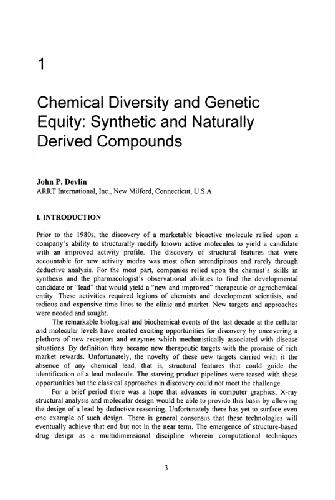 1
Chemical Diversity and Genetic
Equity: Synthetic and Naturally
Derived Compounds
John P. Devlin
ARRT International, Inc., New Milford, Connecticut, U.S.A.
I. INTRODUCTION
Prior to the 1980s, the discovery of a marketable bioactive molecule relied upon a
company's ability to structurally modify known active molecules to yield a candidate
with an improved activity profile. The discovery of structural features that were
accountable for new activity modes was most often serendipitous and rarely through
deductive analysis. For the most part, companies relied upon the chemist's skills at
synthesis and the pharmacologist's observational abilities to find the developmental
candidate or "lead" that would yield a "new and improved" therapeutic or agrochemical
entity. These activities required legions of chemists and development scientists, and
tedious and expensive time lines to the clinic and market. New targets and approaches
were needed and sought.
The remarkable biological and biochemical events of the last decade at the cellular
and molecular levels have created exciting opportunities for discovery by uncovering a
plethora of new receptors and enzymes which mechanistically associated with disease
situations. By definition they became new therapeutic targets with the promise of rich
market rewards. Unfortunately, the novelty of these new targets carried with it the
absence of any chemical lead, that is, structural features that could guide the
identification of a lead molecule. The starving product pipelines were teased with these
opportunities but the classical approaches in discovery could not meet the challenge.
For a brief period there was a hope that advances in computer graphics, X-ray
structural analysis and molecular design would be able to provide this basis by allowing
the design of a lead by deductive reasoning. Unfortunately there has yet to surface even
one example of such design. There is general consensus that these technologies will
eventually achieve that end but not in the near term. The emergence of structure-based
drug design as a multidimensional discipline wherein computational techniques
3